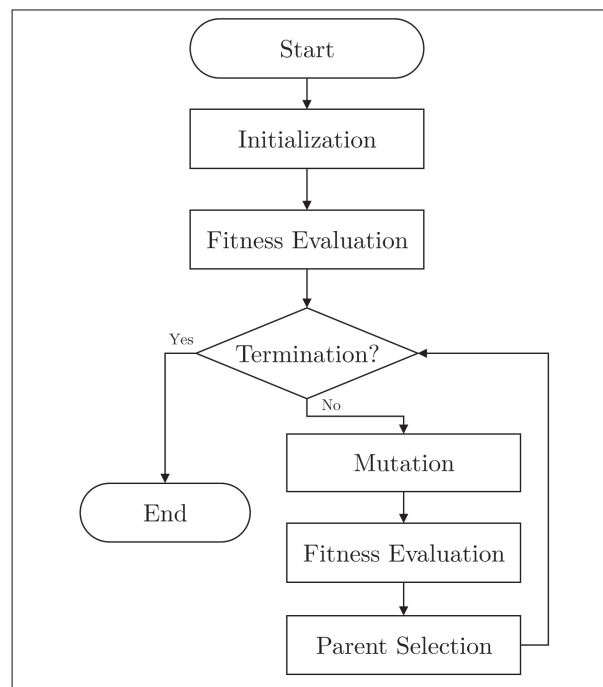 Start
Initialization
Fitness Evaluation
Termination?
Yes
No
Mutation
End
Fitness Evaluation
Parent Selection